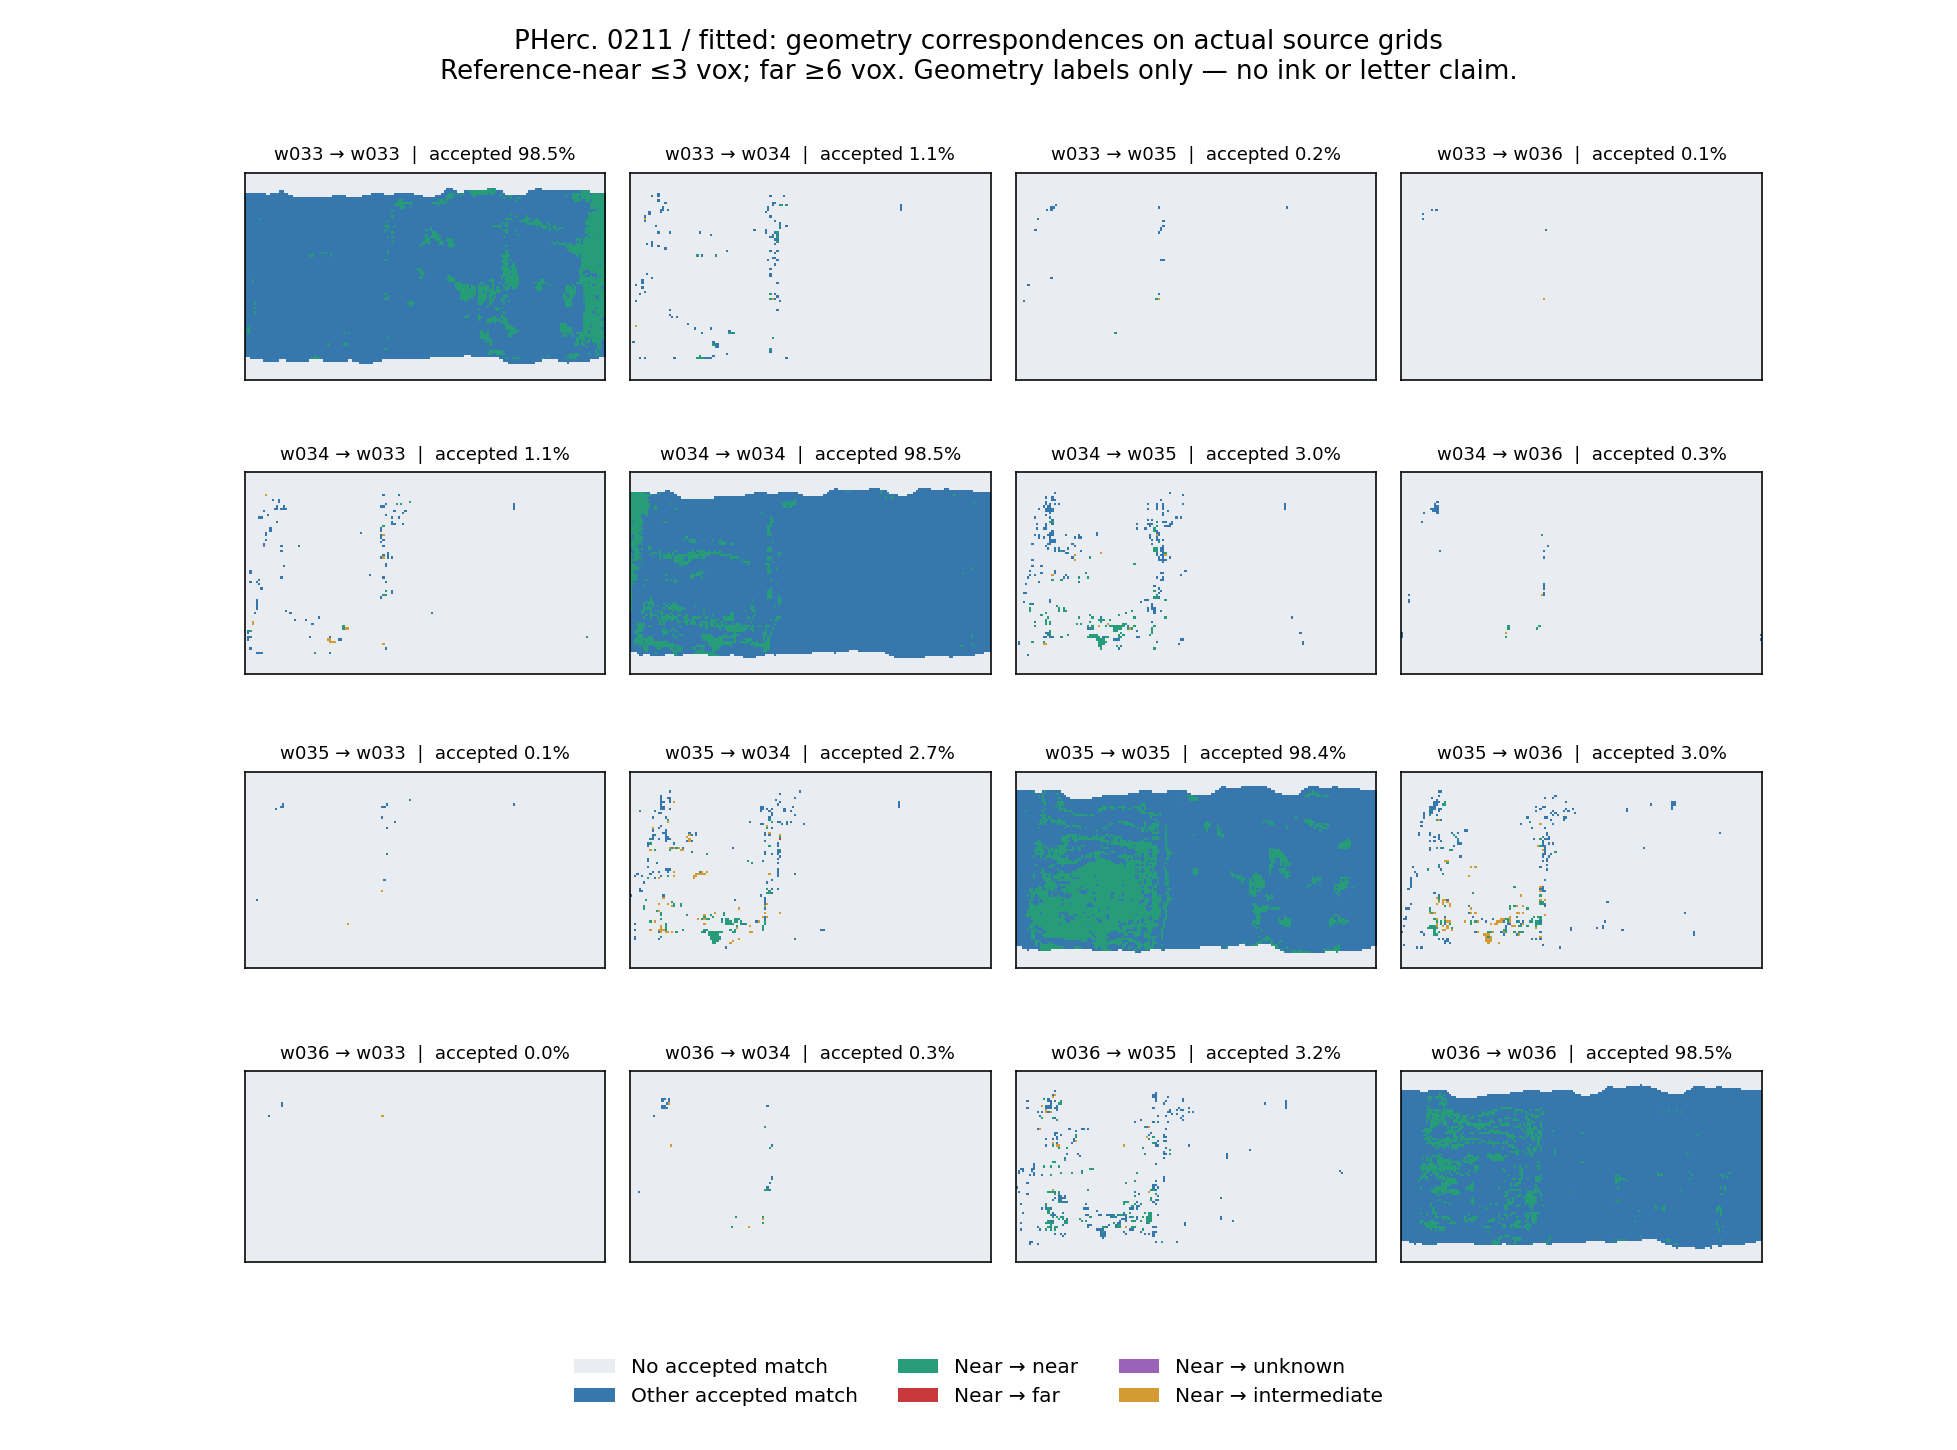 PHerc. 0211 / fitted: geometry correspondences on actual source grids
Reference-near ≤3 vox; far ≥6 vox. Geometry labels only — no ink or letter claim.
w033 → w033 | accepted 98.5%
w033 → w034 | accepted 1.1%
w033 → w035 | accepted 0.2%
w033 → w036 | accepted 0.1%
w034 → w033 | accepted 1.1%
w034 → w034 | accepted 98.5%
w034 → w035 | accepted 3.0%
w034 → w036 | accepted 0.3%
w035 → w033 | accepted 0.1%
w035 → w034 | accepted 2.7%
w035 → w035 | accepted 98.4%
w035 → w036 | accepted 3.0%
w036 → w033 | accepted 0.0%
w036 → w034 | accepted 0.3%
w036 → w035 | accepted 3.2%
w036 → w036 | accepted 98.5%
No accepted match
Other accepted match
Near → near
Near → far
Near → unknown
Near → intermediate